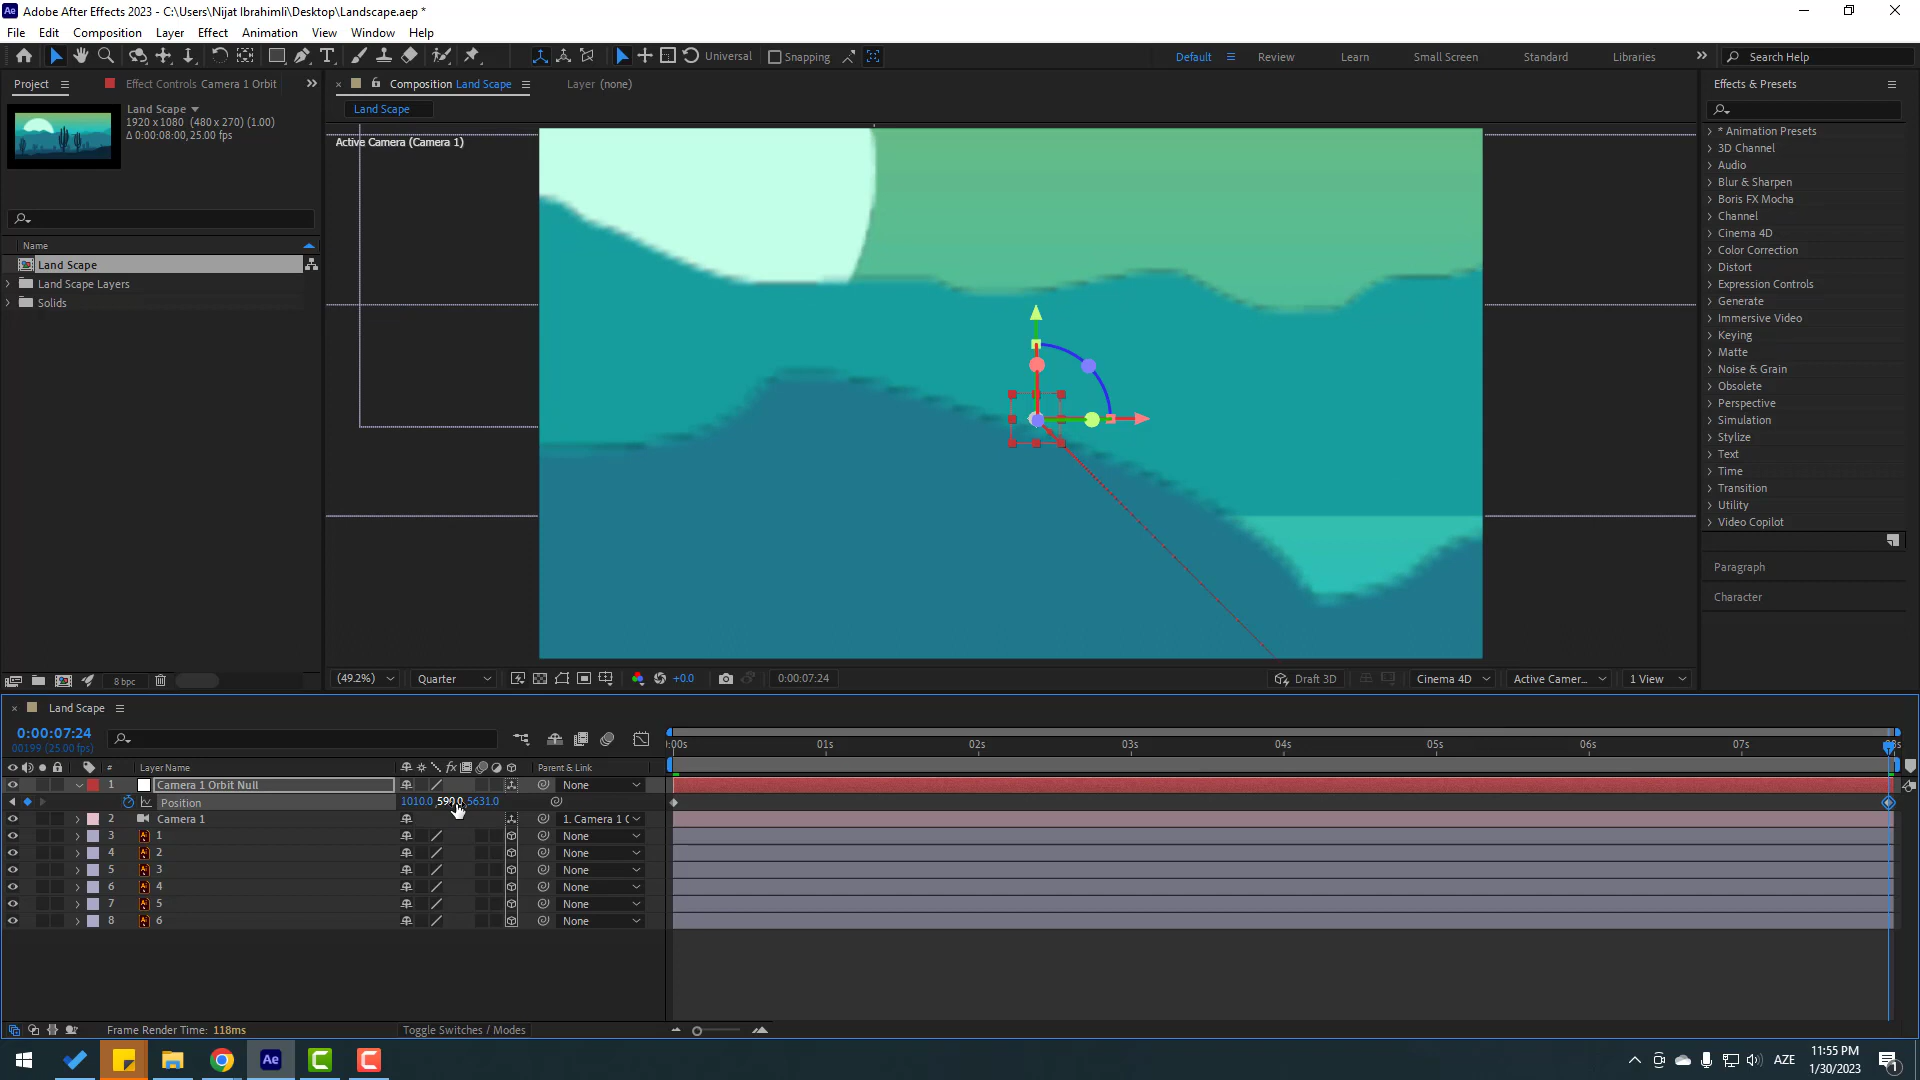 Adobe After Effects 2023 - C:\Users\Nijat Ibrahimli\Desktop\Landscape.aep *
File Edit Composition Layer Effect Animation View Window Help
Universal Snapping Default Review Learn Small Screen Standard Libraries Search Help
Project Effect Controls Camera 1 Orbit
Land Scape
1920 x 1080 (480 x 270) (1.00)
Δ 0:00:08:00, 25.00 fps
Name
Land Scape
Land Scape Layers
Solids
8 bpc
Composition Land Scape Layer (none)
Land Scape
Active Camera (Camera 1)
(49.2%) Quarter +0.0 0:00:07:24 Draft 3D Cinema 4D Active Camer... 1 View
Effects & Presets
* Animation Presets
3D Channel
Audio
Blur & Sharpen
Boris FX Mocha
Channel
Cinema 4D
Color Correction
Distort
Expression Controls
Generate
Immersive Video
Keying
Matte
Noise & Grain
Obsolete
Perspective
Simulation
Stylize
Text
Time
Transition
Utility
Video Copilot
Paragraph
Character
Land Scape
0:00:07:24
00199 (25.00 fps)
:00s 01s 02s 03s 04s 05s 06s 07s
# Layer Name Parent & Link
1 Camera 1 Orbit Null None
Position 1010.0, 590.0, 5631.0
2 Camera 1 1. Camera 1 (
3 1 None
4 2 None
5 3 None
6 4 None
7 5 None
8 6 None
Frame Render Time: 118ms Toggle Switches / Modes
AZE
11:55 PM
1/30/2023
1